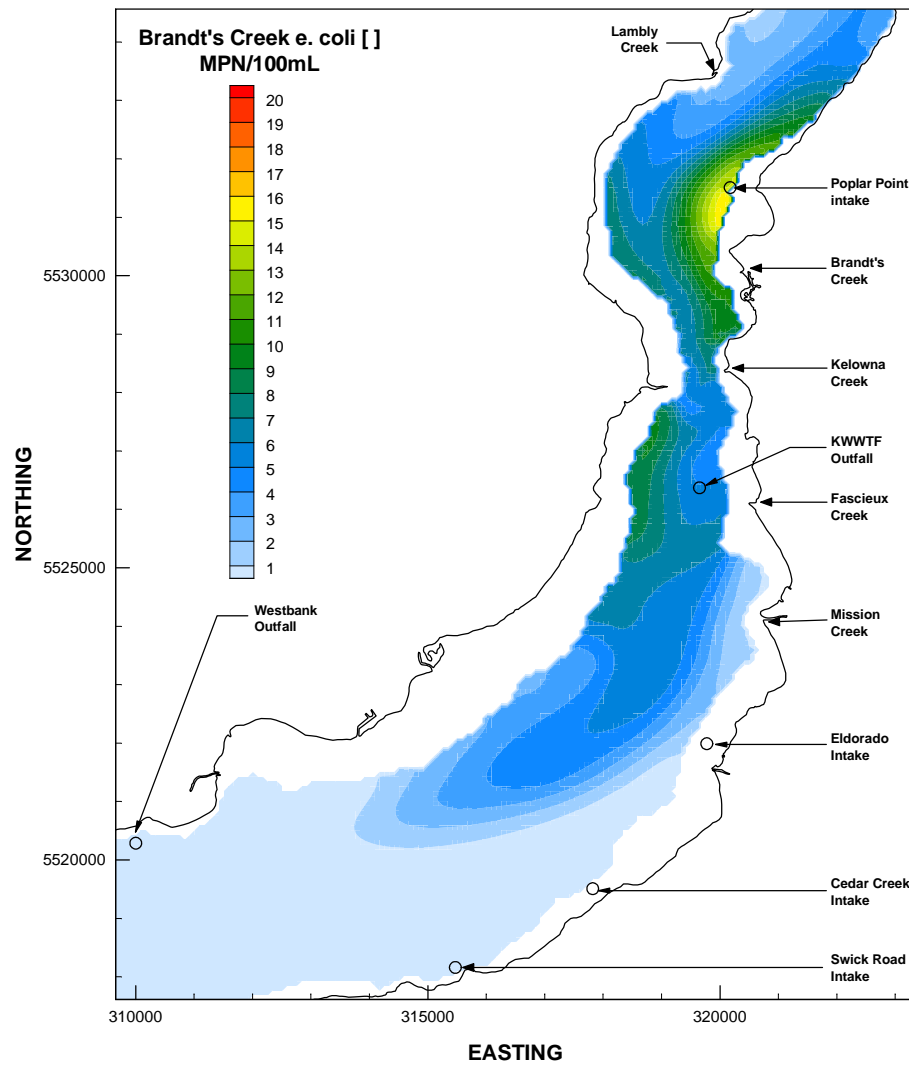 Brandt's Creek e. coli [ ]
MPN/100mL
20
19
18
17
16
15
14
13
12
11
10
9
8
7
6
5
4
3
2
1
Lambly
Creek
Poplar Point
intake
Brandt's
Creek
Kelowna
Creek
KWWTF
Outfall
Fascieux
Creek
Mission
Creek
Eldorado
Intake
Cedar Creek
Intake
Swick Road
Intake
Westbank
Outfall
NORTHING
5530000
5525000
5520000
310000
315000
320000
EASTING